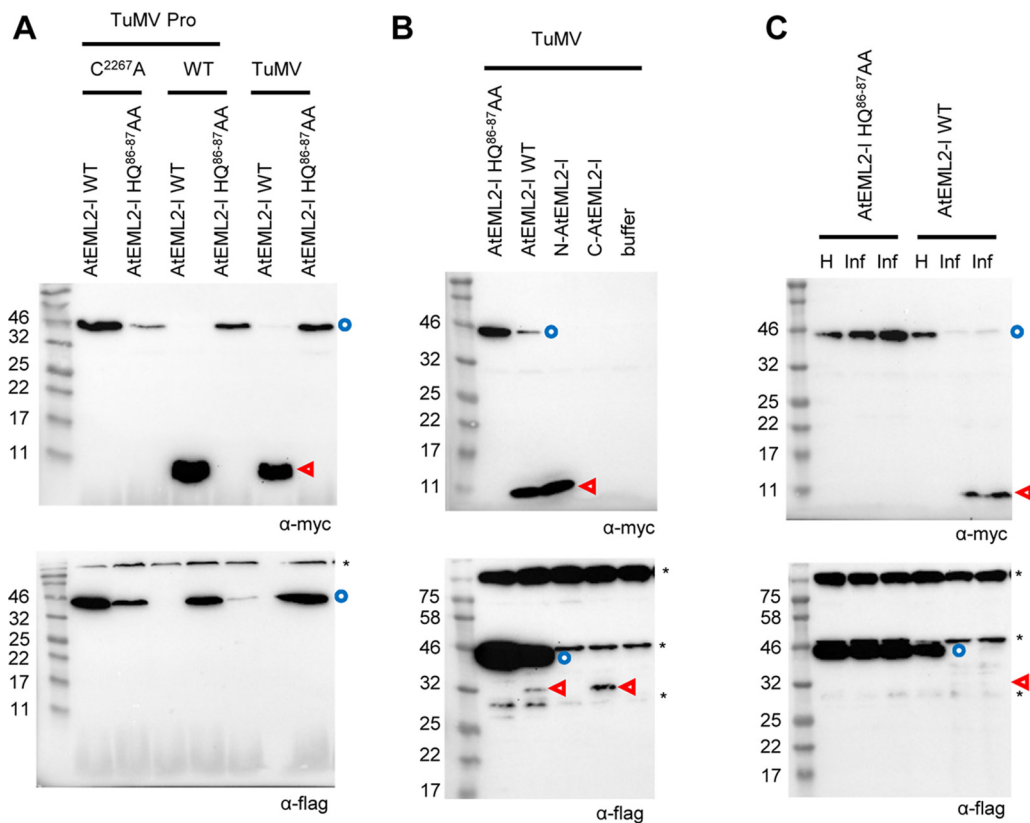 A
TuMV Pro
C²²⁶⁷A WT TuMV
AtEML2-I WT
AtEML2-I HQ⁸⁶⁻⁸⁷AA
AtEML2-I WT
AtEML2-I HQ⁸⁶⁻⁸⁷AA
AtEML2-I WT
AtEML2-I HQ⁸⁶⁻⁸⁷AA
46
32
25
22
17
11
α-myc
*
46
32
25
22
17
11
α-flag
B
TuMV
AtEML2-I HQ⁸⁶⁻⁸⁷AA
AtEML2-I WT
N-AtEML2-I
C-AtEML2-I
buffer
46
32
22
17
11
α-myc
*
75
46 *
32
*
25
22
17
α-flag
C
AtEML2-I HQ⁸⁶⁻⁸⁷AA
AtEML2-I WT
H Inf Inf H Inf Inf
46
32
25
22
17
11
α-myc
*
75
46 *
32
*
25
22
17
α-flag